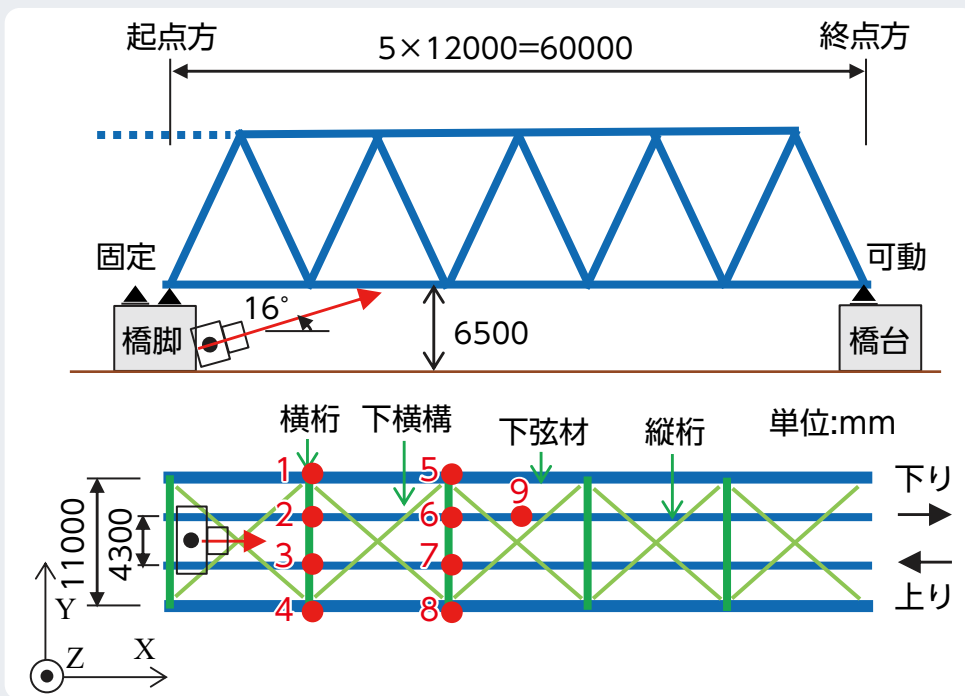 起点方
5×12000=60000
終点方
固定
可動
16°
橋脚
6500
橋台
横桁
下横構
下弦材
縦桁
単位:mm
1
5
下り
9
2
6
11000
4300
3
7
上り
4
8
Y
Z
X